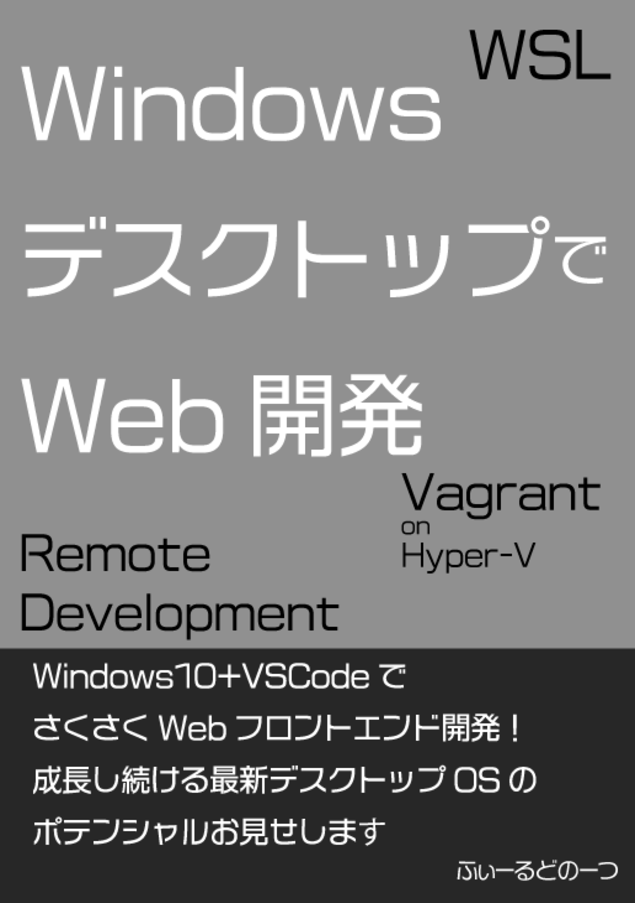 WSL
Windows
デスクトップで
Web 開発
Vagrant
on
Hyper-V
Remote
Development
Windows10+VSCode で
さくさく Web フロントエンド開発！
成長し続ける最新デスクトップ OS の
ポテンシャルお見せします
ふぃーるどのーつ